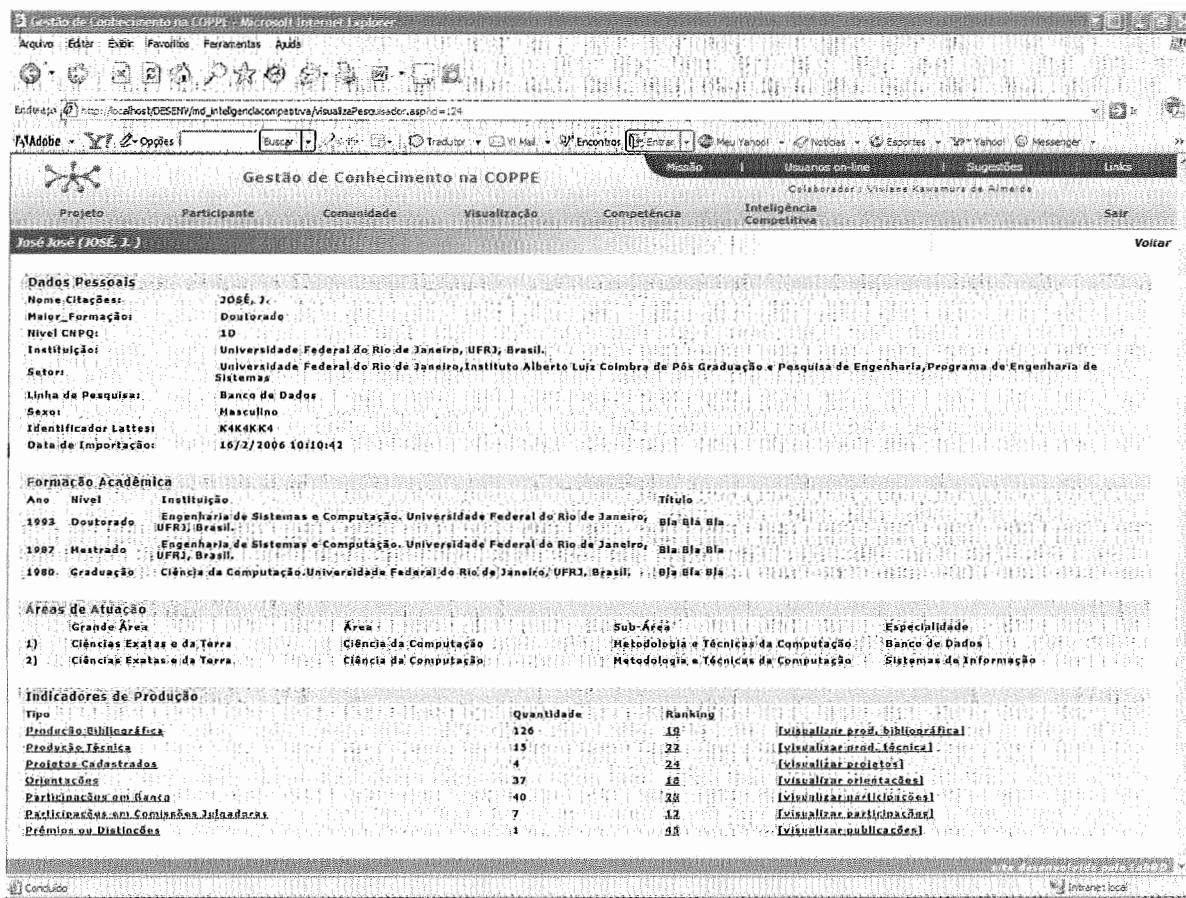 Gestão de Conhecimento na COPPE - Microsoft Internet Explorer
Arquivo Editar Exibir Favoritos Ferramentas Ajuda
Endereço http://localhost/DESENV/md_inteligenciacompetitiva/visualizaPesquisador.asp?id=124 Ir
Adobe Opções Buscar Tradutor Y! Mail Encontros Entrar Meu Yahoo! Notícias Esportes Yahoo! Messenger
Missão | Usuarios on-line | Sugestões Links
Gestão de Conhecimento na COPPE
Colaborador: Viviane Kawamura de Almeida
Projeto Participante Comunidade Visualização Competência Inteligência Competitiva Sair
José José (JOSÉ, J. ) Voltar
Dados Pessoais
Nome Citações: JOSÉ, J.
Maior_Formação: Doutorado
Nivel CNPQ: 1D
Instituição: Universidade Federal do Rio de Janeiro, UFRJ, Brasil.
Setor: Universidade Federal do Rio de Janeiro,Instituto Alberto Luiz Coimbra de Pós Graduação e Pesquisa de Engenharia,Programa de Engenharia de
Sistemas
Linha de Pesquisa: Banco de Dados
Sexo: Masculino
Identificador Lattes: K4K4KK4
Data de Importação: 16/2/2006 10:10:42
Formação Acadêmica
Ano Nível Instituição Título
1993 Doutorado Engenharia de Sistemas e Computação. Universidade Federal do Rio de Janeiro, UFRJ, Brasil. Bla Bla Bla
1987 Mestrado Engenharia de Sistemas e Computação. Universidade Federal do Rio de Janeiro, UFRJ, Brasil. Bla Bla Bla
1980 Graduação Ciência da Computação.Universidade Federal do Rio de Janeiro, UFRJ, Brasil. Bla Bla Bla
Áreas de Atuação
Grande Área Área Sub-Área Especialidade
1) Ciências Exatas e da Terra Ciência da Computação Metodologia e Técnicas da Computação Banco de Dados
2) Ciências Exatas e da Terra Ciência da Computação Metodologia e Técnicas da Computação Sistemas de Informação
Indicadores de Produção
Tipo Quantidade Ranking
Produção Bibliográfica 126 19 [visualizar prod. bibliográfica]
Produção Técnica 15 22 [visualizar prod. técnica]
Projetos Cadastrados 4 24 [visualizar projetos]
Orientações 37 18 [visualizar orientações]
Participações em Banca 40 [visualizar participações]
Participações em Comissões Julgadoras 7 12 [visualizar participações]
Prêmios ou Distinções 1 45 [visualizar publicações]
Concluído Intranet local